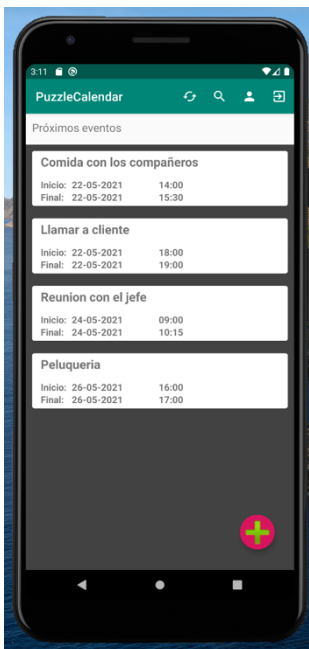 3:11
PuzzleCalendar
Próximos eventos
Comida con los compañeros
Inicio: 22-05-2021 14:00
Final: 22-05-2021 15:30
Llamar a cliente
Inicio: 22-05-2021 18:00
Final: 22-05-2021 19:00
Reunion con el jefe
Inicio: 24-05-2021 09:00
Final: 24-05-2021 10:15
Peluqueria
Inicio: 26-05-2021 16:00
Final: 26-05-2021 17:00